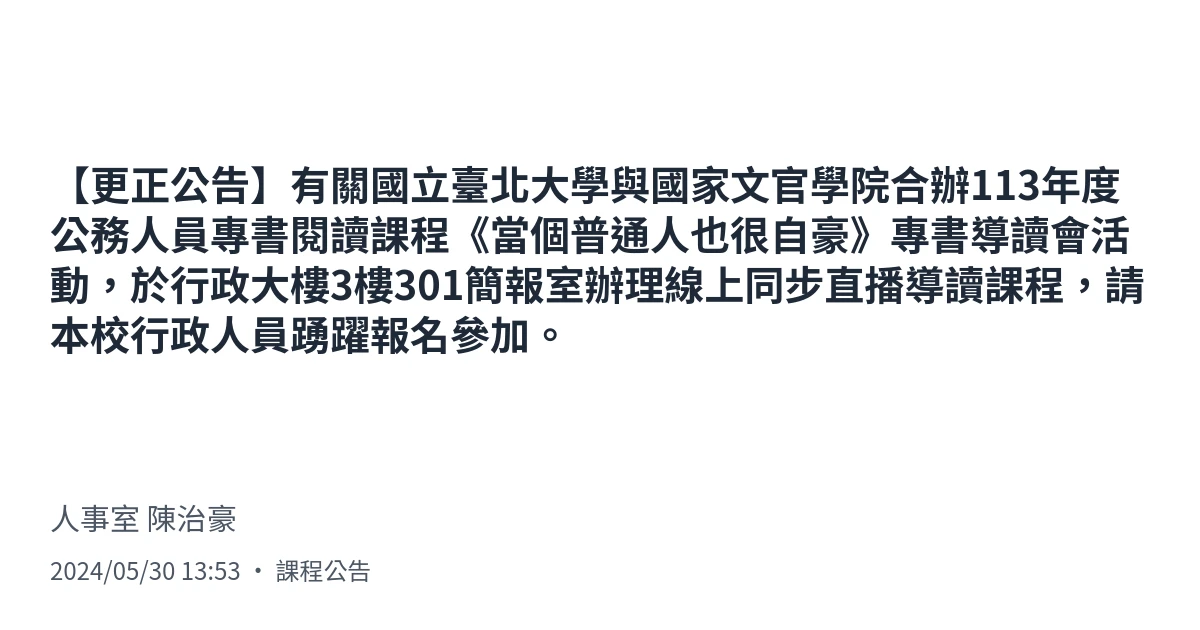 【更正公告】有關國立臺北大學與國家文官學院合辦113年度
公務人員專書閱讀課程《當個普通人也很自豪》專書導讀會活
動，於行政大樓3樓301簡報室辦理線上同步直播導讀課程，請
本校行政人員踴躍報名參加。
人事室 陳治豪
2024/05/30 13:53 • 課程公告